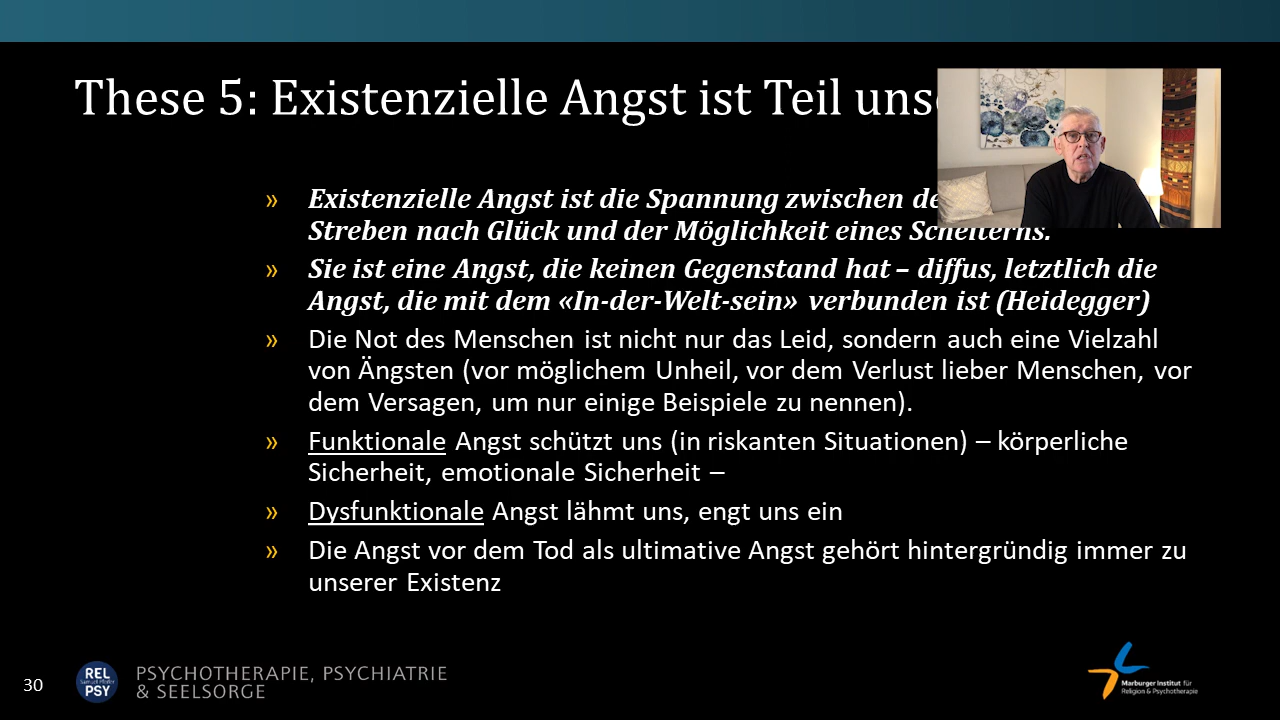 These 5: Existenzielle Angst ist Teil
» Existenzielle Angst ist die Spannung zwischen
Streben nach Glück und der Möglichkeit eines Scheiterns.
» Sie ist eine Angst, die keinen Gegenstand hat – diffus, letztlich die
Angst, die mit dem «In-der-Welt-sein» verbunden ist (Heidegger)
» Die Not des Menschen ist nicht nur das Leid, sondern auch eine Vielzahl
von Ängsten (vor möglichem Unheil, vor dem Verlust lieber Menschen, vor
dem Versagen, um nur einige Beispiele zu nennen).
» Funktionale Angst schützt uns (in riskanten Situationen) – körperliche
Sicherheit, emotionale Sicherheit –
» Dysfunktionale Angst lähmt uns, engt uns ein
» Die Angst vor dem Tod als ultimative Angst gehört hintergründig immer zu
unserer Existenz
30
REL
Samuel Pfeifer
PSY
PSYCHOTHERAPIE, PSYCHIATRIE
& SEELSORGE
Marburger Institut für
Religion & Psychotherapie